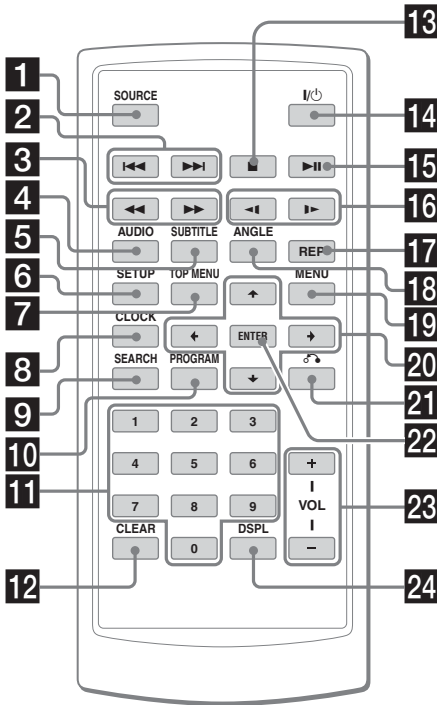 13
1 SOURCE I/⏻ 14
2
15
3
16
4 AUDIO SUBTITLE ANGLE
5 REP 17
6 SETUP TOP MENU MENU 18
7 19
8 CLOCK ENTER 20
9 SEARCH PROGRAM 21
10 22
11 1 2 3
4 5 6 +
7 8 9 VOL 23
CLEAR 0 DSPL −
12 24